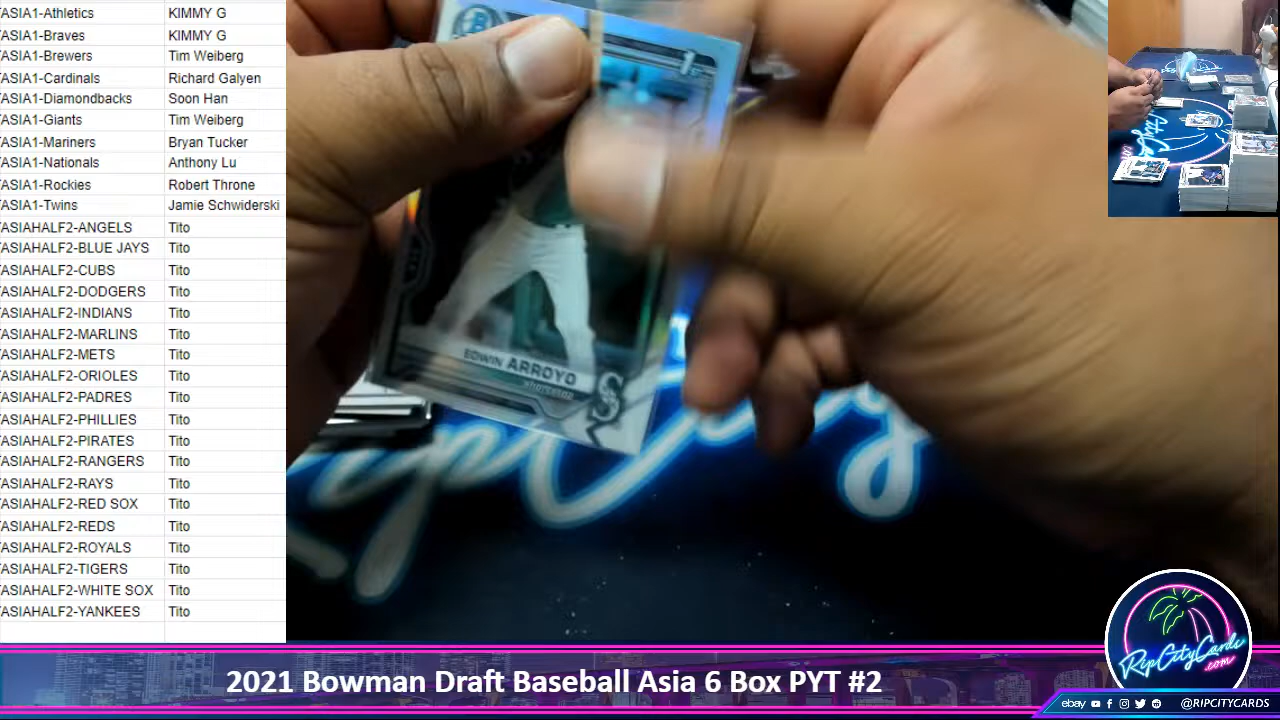 ASIA1-Athletics KIMMY G
ASIA1-Braves KIMMY G
ASIA1-Brewers Tim Weiberg
ASIA1-Cardinals Richard Galyen
ASIA1-Diamondbacks Soon Han
ASIA1-Giants Tim Weiberg
ASIA1-Mariners Bryan Tucker
ASIA1-Nationals Anthony Lu
ASIA1-Rockies Robert Throne
ASIA1-Twins Jamie Schwiderski
ASIAHALF2-ANGELS Tito
ASIAHALF2-BLUE JAYS Tito
ASIAHALF2-CUBS Tito
ASIAHALF2-DODGERS Tito
ASIAHALF2-INDIANS Tito
ASIAHALF2-MARLINS Tito
ASIAHALF2-METS Tito
ASIAHALF2-ORIOLES Tito
ASIAHALF2-PADRES Tito
ASIAHALF2-PHILLIES Tito
ASIAHALF2-PIRATES Tito
ASIAHALF2-RANGERS Tito
ASIAHALF2-RAYS Tito
ASIAHALF2-RED SOX Tito
ASIAHALF2-REDS Tito
ASIAHALF2-ROYALS Tito
ASIAHALF2-TIGERS Tito
ASIAHALF2-WHITE SOX Tito
ASIAHALF2-YANKEES Tito
1st
EDWIN ARROYO
RipCityCards
.com
2021 Bowman Draft Baseball Asia 6 Box PYT #2
ebay @RIPCITYCARDS